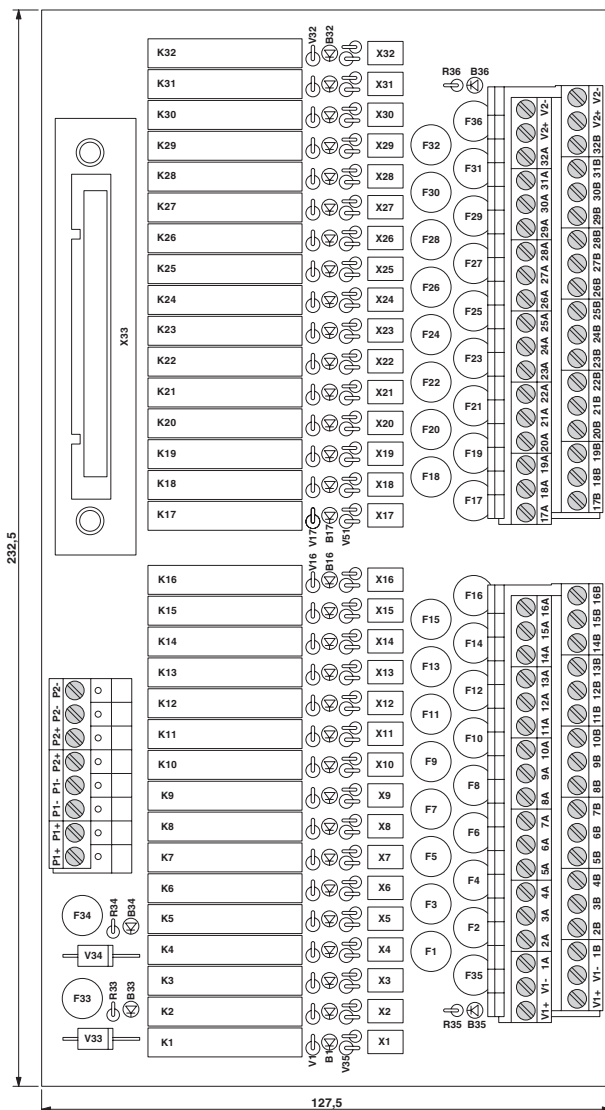 V32 B32
K32 X32
R36 B36
K31 X31
V2-
V2-
K30 X30 F36
V2+
V2+
F32
32B
32A
K29 X29
31B
F31
31A
K28 X28
30B
F30
30A
K27 X27
29B
F29
29A
K26 X26 F28
28B
28A
F27
27B
27A
K25 X25
26B
F26
26A
K24 X24
25B
F25
25A
K23 X23 F24
24B
24A
23B
K22 X22 F23
23A
22B
F22
22A
K21 X21
21B
F21
21A
K20 X20 F20
20B
20A
K19 X19 F19
19B
19A
F18
18B
K18 X18
18A
F17
17B
K17 X17
17A
V17 B17 V51
X33
232,5
V16 B16
K16 X16 F16
16B
16A
K15 X15 F15
15B
15A
K14 X14 F14
14B
14A
K13 X13 F13
13B
13A
P2-
K12 X12 F12
12B
12A
P2-
F11
11B
11A
P2+
K11 X11 F10
10B
10A
P2+
K10 X10 F9
9B
9A
P1-
K9 X9 F8
8B
8A
P1-
F7
7B
7A
P1+
K8 X8 F6
6B
6A
P1+
K7 X7 F5
5B
5A
K6 X6 F4
4B
4A
F34 R34 B34
K5 X5 F3
3B
3A
F2
2B
2A
V34
K4 X4 F1
1B
1A
K3 X3 F35
V1-
V1-
F33 R33 B33
K2 X2
V1+
V1+
R35 B35
V33
K1 X1
V1 B1 V35
127,5